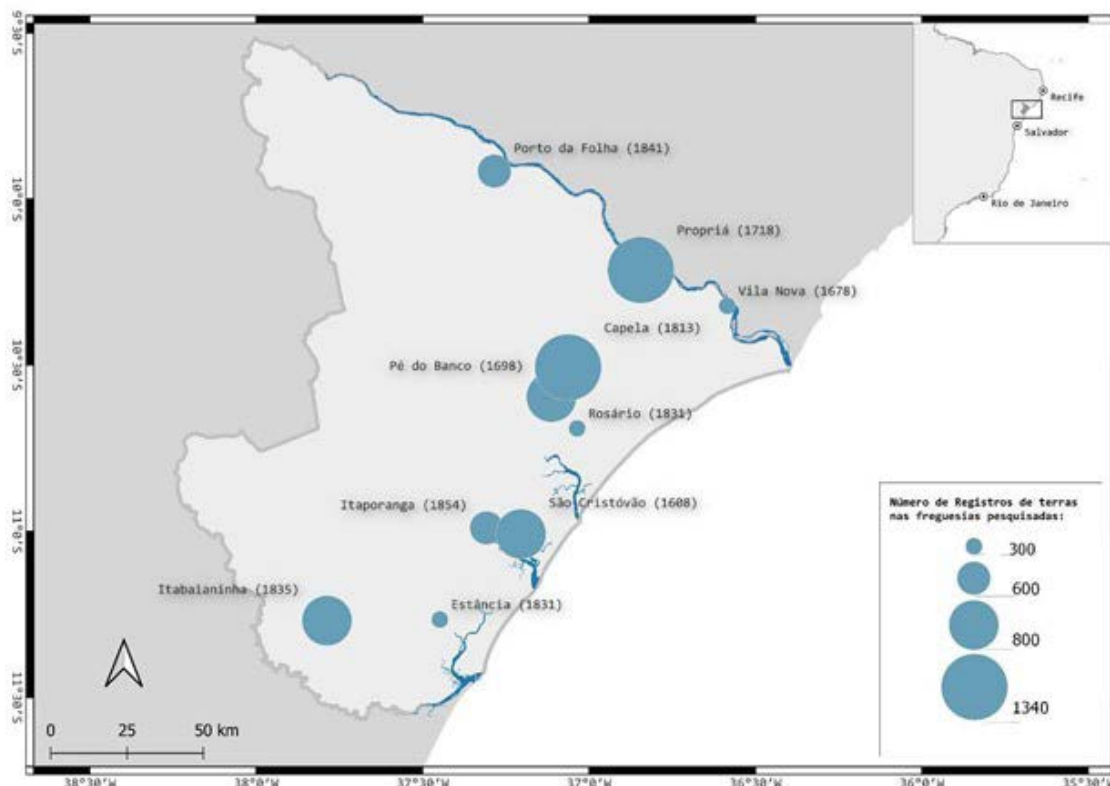 9°30'S
10°0'S
10°30'S
11°0'S
11°30'S
Recife
Salvador
Rio de Janeiro
Porto da Folha (1841)
Propriá (1718)
Vila Nova (1678)
Capela (1813)
Pé do Banco (1698)
Rosário (1831)
Itaporanga (1854)
São Cristóvão (1608)
Itabaianinha (1835)
Estância (1831)
Número de Registros de terras
nas freguesias pesquisadas:
300
600
800
1340
0 25 50 km
38°30'W 38°0'W 37°30'W 37°0'W 36°30'W 36°0'W 35°30'W